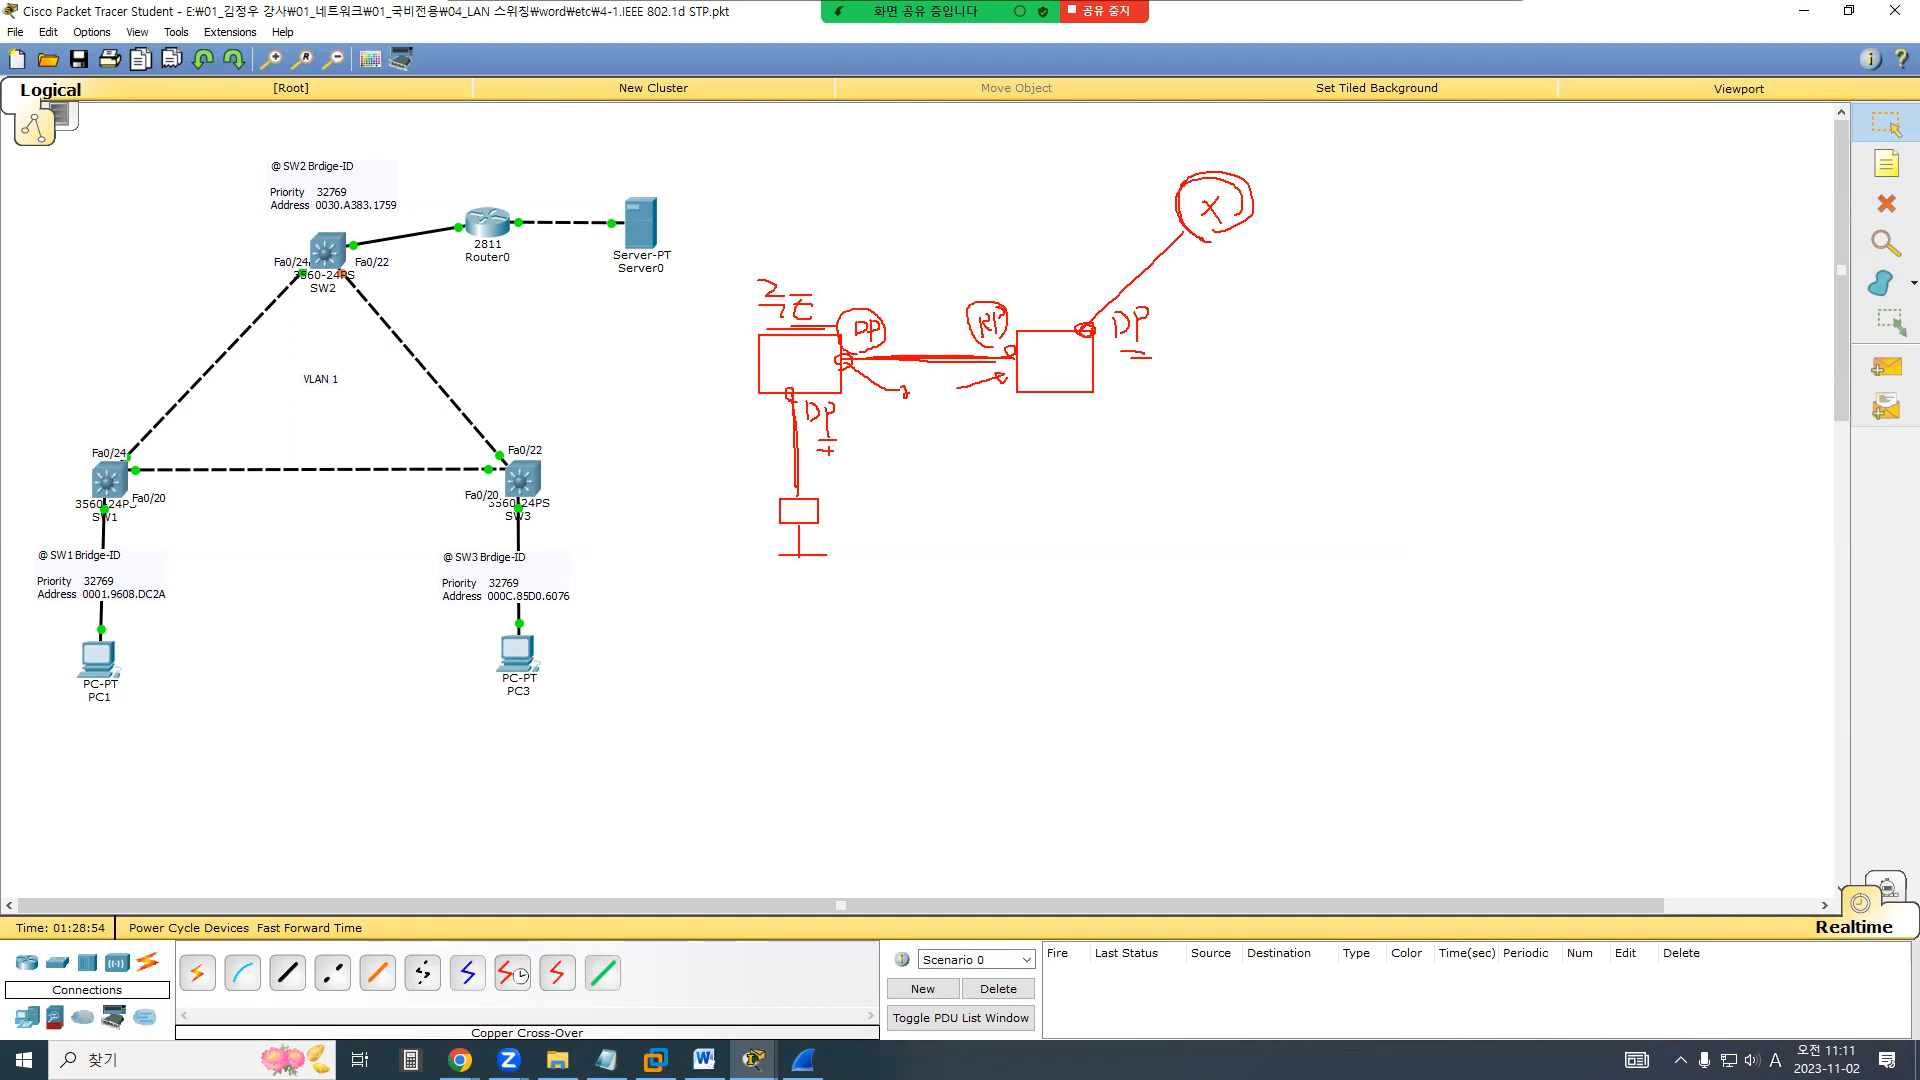 Cisco Packet Tracer Student - E:₩01_김정우 강사₩01_네트워크₩01_국비전용₩04_LAN 스위칭₩word₩etc₩4-1.IEEE 802.1d STP.pkt
화면 공유 중입니다
공유 중지
File Edit Options View Tools Extensions Help
Logical [Root] New Cluster Move Object Set Tiled Background Viewport
@ SW2 Brdige-ID
Priority 32769
Address 0030.A383.1759
2811
Router0
Server-PT
Server0
Fa0/24
Fa0/22
3560-24PS
SW2
VLAN 1
Fa0/24
Fa0/20
SW1
Fa0/22
Fa0/20
3560-24PS
SW3
@ SW1 Bridge-ID
Priority 32769
Address 0001.9608.DC2A
@ SW3 Brdige-ID
Priority 32769
Address 000C.85D0.6076
PC-PT
PC1
PC-PT
PC3
X
DP
RP
DP
DP
Time: 01:28:54 Power Cycle Devices Fast Forward Time
Realtime
Connections
Copper Cross-Over
Scenario 0
New Delete
Toggle PDU List Window
Fire Last Status Source Destination Type Color Time(sec) Periodic Num Edit Delete
찾기
A
오전 11:11
2023-11-02